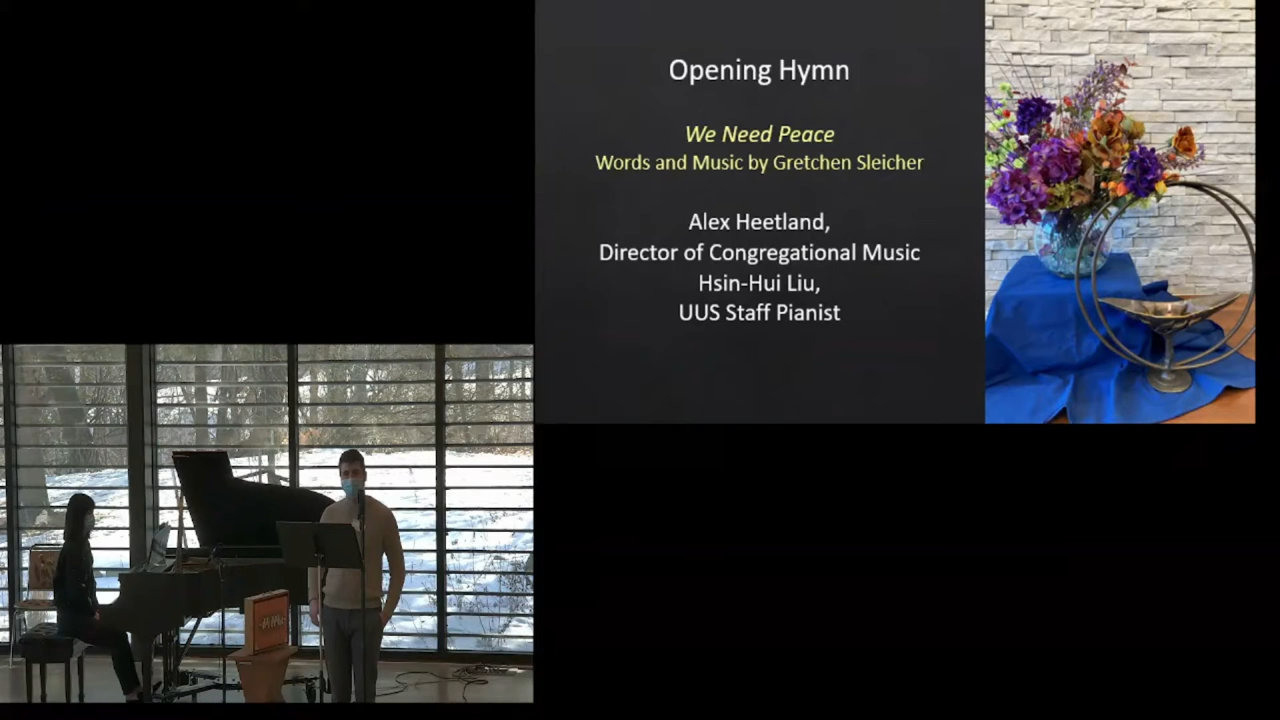 Opening Hymn
We Need Peace
Words and Music by Gretchen Sleicher
Alex Heetland,
Director of Congregational Music
Hsin-Hui Liu,
UUS Staff Pianist